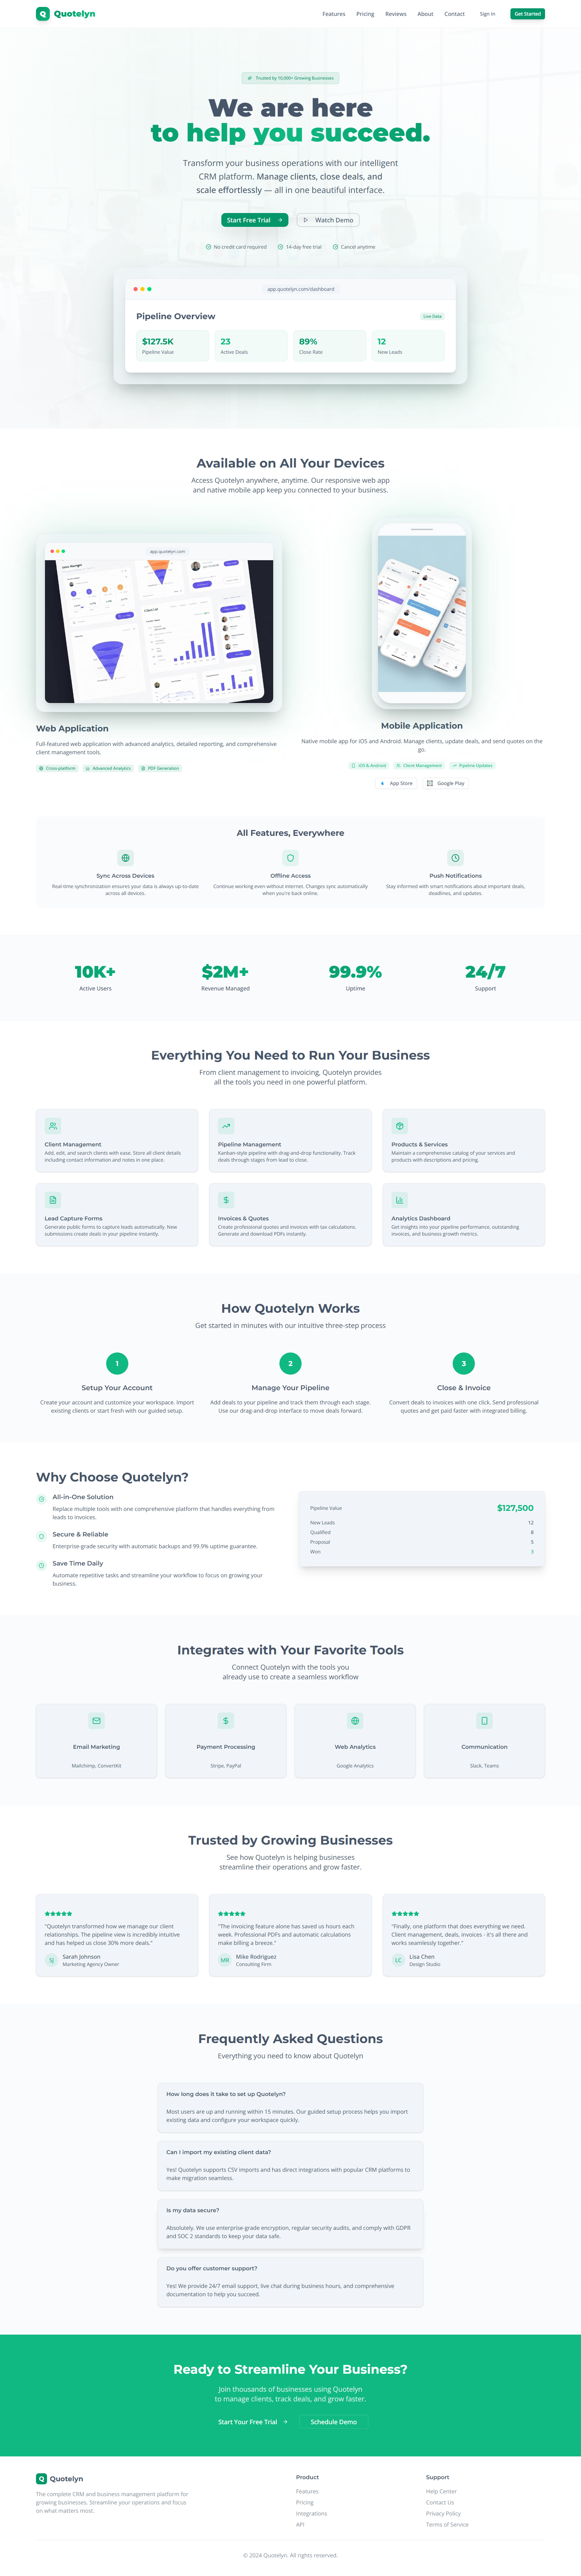 Q Quotelyn
Features Pricing Reviews About Contact Sign In Get Started
Trusted by 10,000+ Growing Businesses
We are here
to help you succeed.
Transform your business operations with our intelligent
CRM platform. Manage clients, close deals, and
scale effortlessly — all in one beautiful interface.
Start Free Trial
Watch Demo
No credit card required 14-day free trial Cancel anytime
app.quotelyn.com/dashboard
Pipeline Overview
Live Data
$127.5K 23 89% 12
Pipeline Value Active Deals Close Rate New Leads
Available on All Your Devices
Access Quotelyn anywhere, anytime. Our responsive web app
and native mobile app keep you connected to your business.
app.quotelyn.com
Web Application
Full-featured web application with advanced analytics, detailed reporting, and comprehensive
client management tools.
Cross-platform Advanced Analytics PDF Generation
Mobile Application
Native mobile app for iOS and Android. Manage clients, update deals, and send quotes on the
go.
iOS & Android Client Management Pipeline Updates
App Store Google Play
All Features, Everywhere
Sync Across Devices
Real-time synchronization ensures your data is always up-to-date
across all devices.
Offline Access
Continue working even without internet. Changes sync automatically
when you're back online.
Push Notifications
Stay informed with smart notifications about important deals,
deadlines, and updates.
10K+ $2M+ 99.9% 24/7
Active Users Revenue Managed Uptime Support
Everything You Need to Run Your Business
From client management to invoicing, Quotelyn provides
all the tools you need in one powerful platform.
Client Management
Add, edit, and search clients with ease. Store all client details
including contact information and notes in one place.
Pipeline Management
Kanban-style pipeline with drag-and-drop functionality. Track
deals through stages from lead to close.
Products & Services
Maintain a comprehensive catalog of your services and
products with descriptions and pricing.
Lead Capture Forms
Generate public forms to capture leads automatically. New
submissions create deals in your pipeline instantly.
Invoices & Quotes
Create professional quotes and invoices with tax calculations.
Generate and download PDFs instantly.
Analytics Dashboard
Get insights into your pipeline performance, outstanding
invoices, and business growth metrics.
How Quotelyn Works
Get started in minutes with our intuitive three-step process
1
Setup Your Account
Create your account and customize your workspace. Import
existing clients or start fresh with our guided setup.
2
Manage Your Pipeline
Add deals to your pipeline and track them through each stage.
Use our drag-and-drop interface to move deals forward.
3
Close & Invoice
Convert deals to invoices with one click. Send professional
quotes and get paid faster with integrated billing.
Why Choose Quotelyn?
All-in-One Solution
Replace multiple tools with one comprehensive platform that handles everything from
leads to invoices.
Secure & Reliable
Enterprise-grade security with automatic backups and 99.9% uptime guarantee.
Save Time Daily
Automate repetitive tasks and streamline your workflow to focus on growing your
business.
Pipeline Value $127,500
New Leads 12
Qualified 8
Proposal 5
Won 3
Integrates with Your Favorite Tools
Connect Quotelyn with the tools you
already use to create a seamless workflow
Email Marketing
Mailchimp, ConvertKit
Payment Processing
Stripe, PayPal
Web Analytics
Google Analytics
Communication
Slack, Teams
Trusted by Growing Businesses
See how Quotelyn is helping businesses
streamline their operations and grow faster.
"Quotelyn transformed how we manage our client
relationships. The pipeline view is incredibly intuitive
and has helped us close 30% more deals."
SJ
Sarah Johnson
Marketing Agency Owner
"The invoicing feature alone has saved us hours each
week. Professional PDFs and automatic calculations
make billing a breeze."
MR
Mike Rodriguez
Consulting Firm
"Finally, one platform that does everything we need.
Client management, deals, invoices - it's all there and
works seamlessly together."
LC
Lisa Chen
Design Studio
Frequently Asked Questions
Everything you need to know about Quotelyn
How long does it take to set up Quotelyn?
Most users are up and running within 15 minutes. Our guided setup process helps you import
existing data and configure your workspace quickly.
Can I import my existing client data?
Yes! Quotelyn supports CSV imports and has direct integrations with popular CRM platforms to
make migration seamless.
Is my data secure?
Absolutely. We use enterprise-grade encryption, regular security audits, and comply with GDPR
and SOC 2 standards to keep your data safe.
Do you offer customer support?
Yes! We provide 24/7 email support, live chat during business hours, and comprehensive
documentation to help you succeed.
Ready to Streamline Your Business?
Join thousands of businesses using Quotelyn
to manage clients, track deals, and grow faster.
Start Your Free Trial
Schedule Demo
Q Quotelyn
The complete CRM and business management platform for
growing businesses. Streamline your operations and focus
on what matters most.
Product
Features
Pricing
Integrations
API
Support
Help Center
Contact Us
Privacy Policy
Terms of Service
© 2024 Quotelyn. All rights reserved.